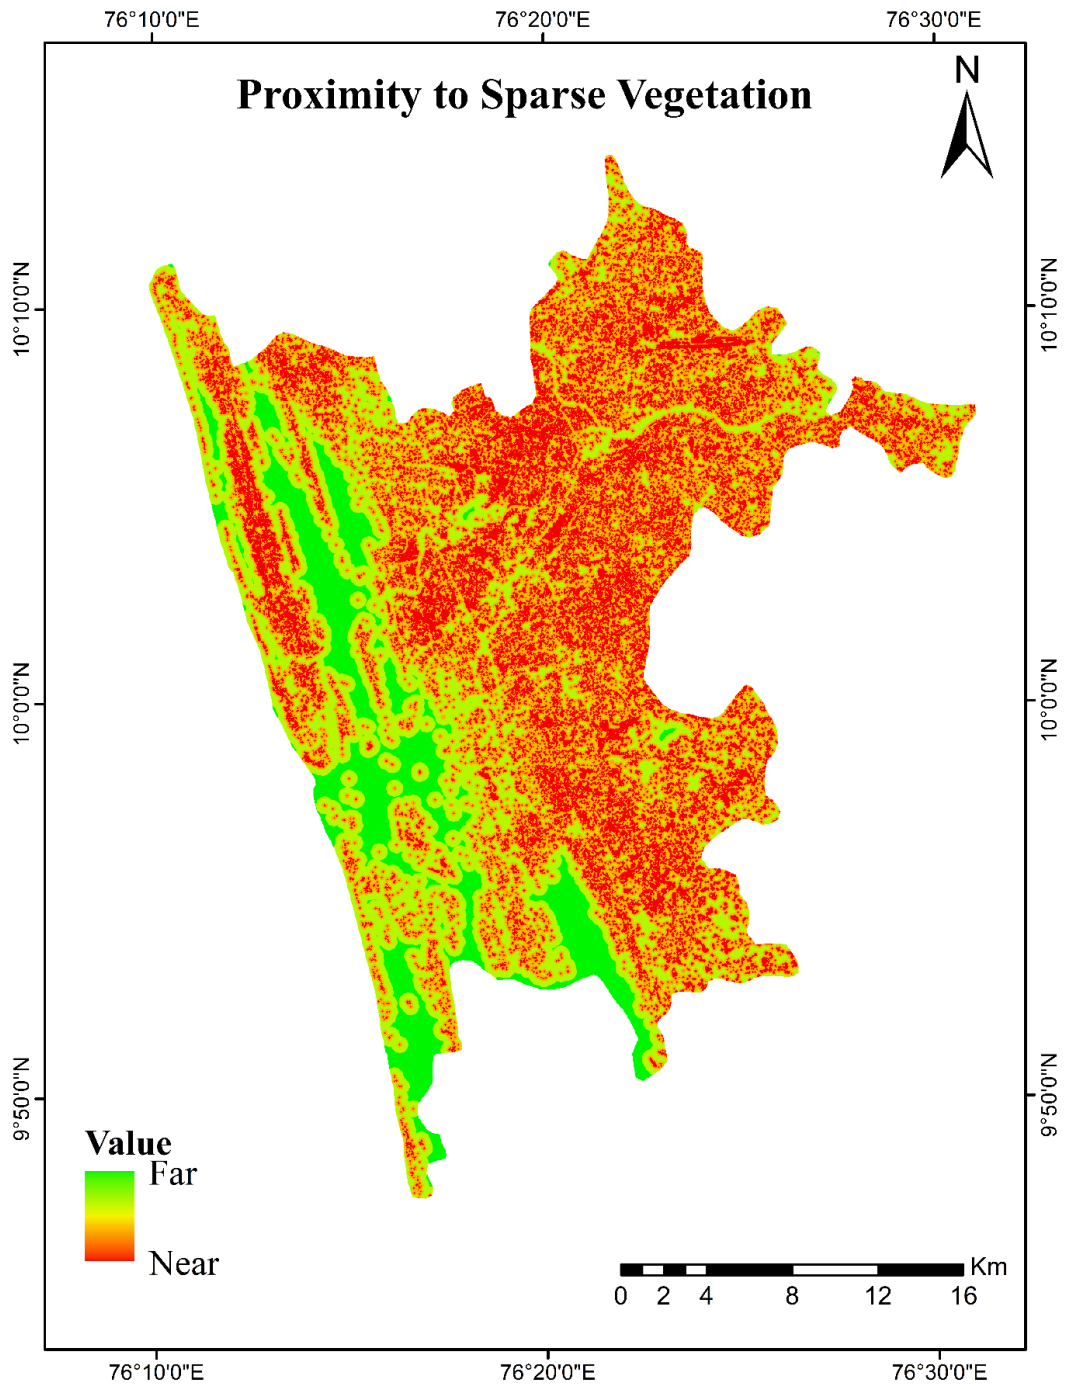 76°10'0"E 76°20'0"E 76°30'0"E
Proximity to Sparse Vegetation
N
10°10'0"N 10°10'0"N
10°0'0"N 10°0'0"N
9°50'0"N 9°50'0"N
Value
Far
Near
Km
0 2 4 8 12 16
76°10'0"E 76°20'0"E 76°30'0"E